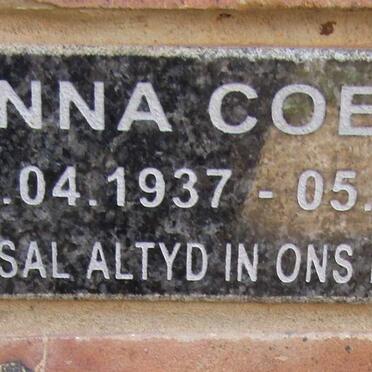 NNA COE
.04.1937 - 05.
SAL ALTYD IN ONS